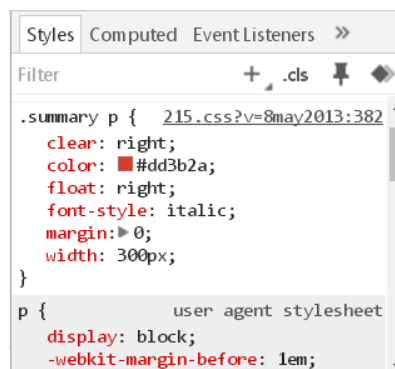 Styles Computed Event Listeners »
Filter + .cls
.summary p { 215.css?v=8may2013:382
clear: right;
color: #dd3b2a;
float: right;
font-style: italic;
margin: 0;
width: 300px;
}
p { user agent stylesheet
display: block;
-webkit-margin-before: 1em;